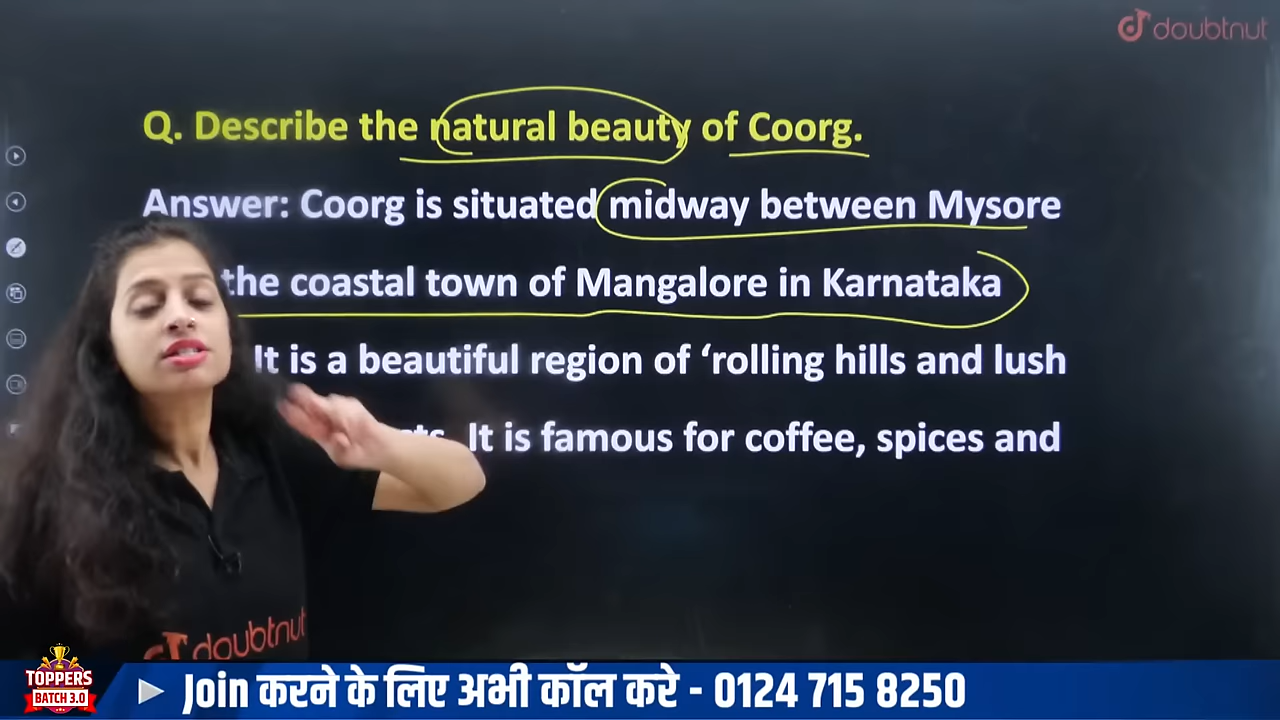 doubtnut
Q. Describe the natural beauty of Coorg.
Answer: Coorg is situated midway between Mysore
the coastal town of Mangalore in Karnataka
It is a beautiful region of ‘rolling hills and lush
It is famous for coffee, spices and
doubtnut
TOPPERS
BATCH 3.0
Join करने के लिए अभी कॉल करे - 0124 715 8250